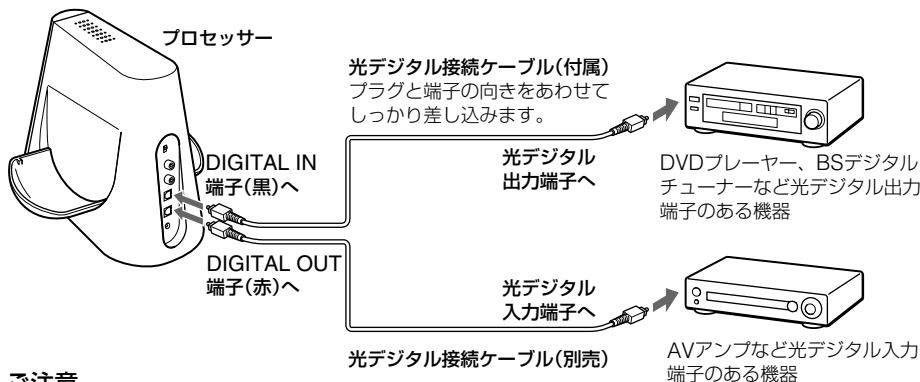 プロセッサー
光デジタル接続ケーブル(付属)
プラグと端子の向きをあわせて
しっかり差し込みます。
DIGITAL IN
端子(黒)へ
光デジタル
出力端子へ
DVDプレーヤー、BSデジタル
チューナーなど光デジタル出力
端子のある機器
DIGITAL OUT
端子(赤)へ
光デジタル
入力端子へ
光デジタル接続ケーブル(別売)
AVアンプなど光デジタル入力
端子のある機器
ご注意